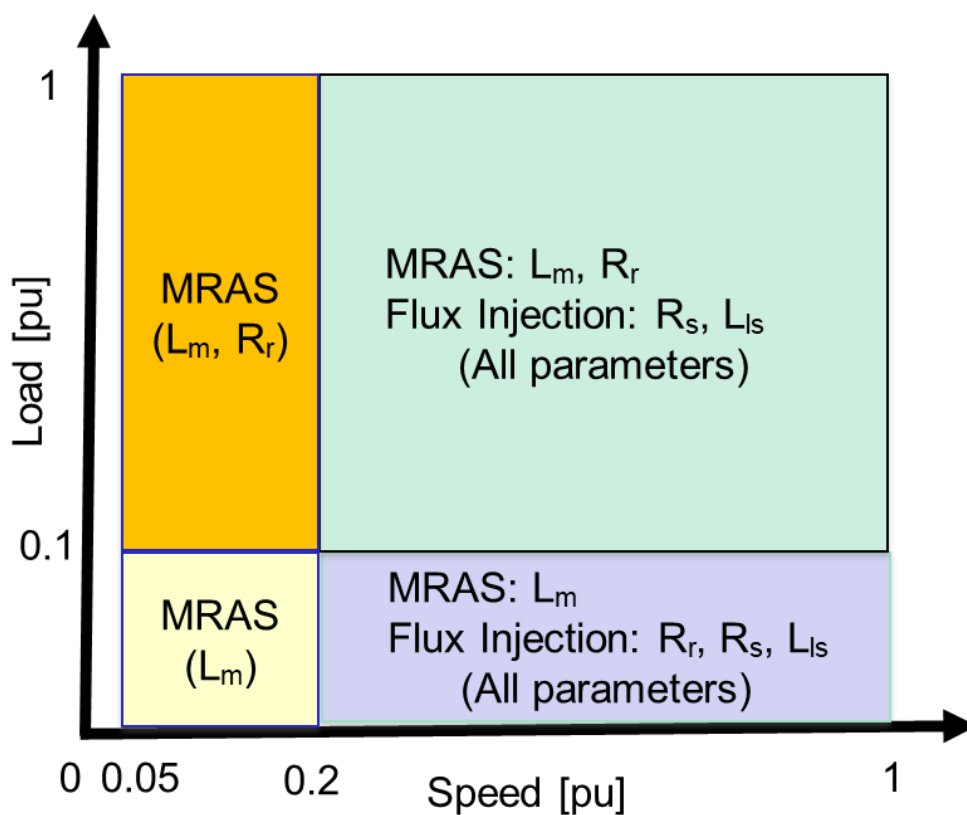 1
MRAS
(Lm, Rr)
MRAS: Lm, Rr
Flux Injection: Rs, Lls
(All parameters)
Load [pu]
0.1
MRAS
(Lm)
MRAS: Lm
Flux Injection: Rr, Rs, Lls
(All parameters)
0 0.05 0.2 1
Speed [pu]